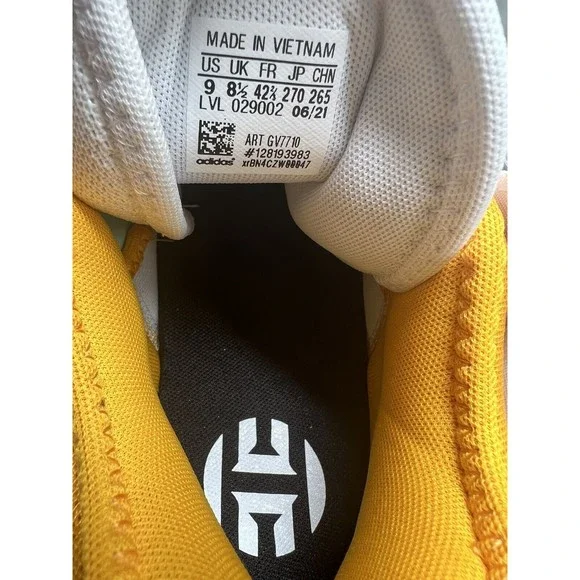 MADE IN VIETNAM
US UK FR JP CHN
9 8½ 42⅔ 270 265
LVL 029002 06/21
ART GV7710
#128193983
adidas xrBN4CZW00047